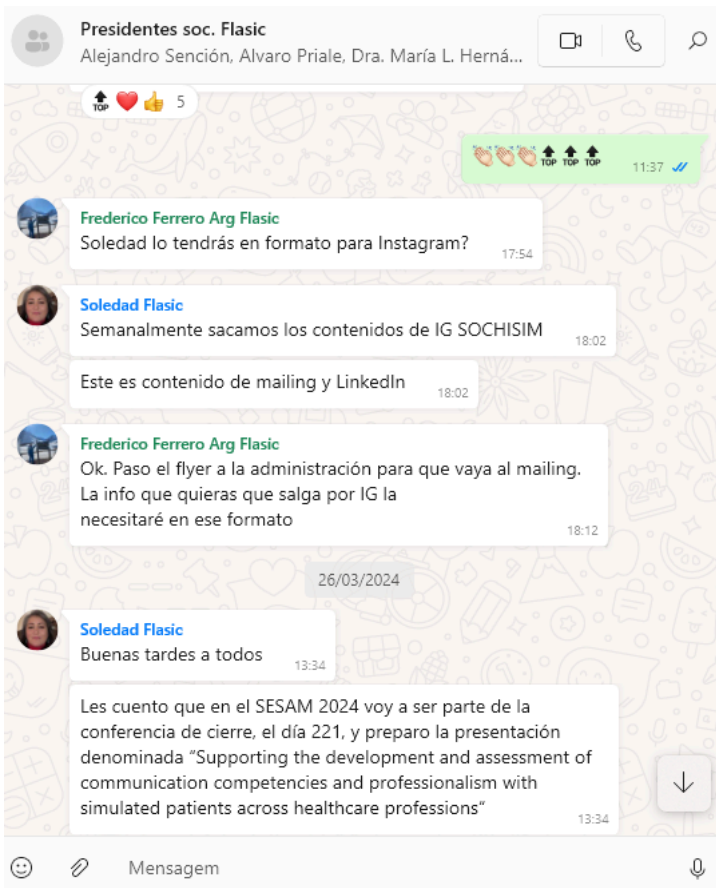 Presidentes soc. Flasic
Alejandro Sención, Alvaro Priale, Dra. María L. Herná...
TOP 5
TOP TOP TOP
11:37
Frederico Ferrero Arg Flasic
Soledad lo tendrás en formato para Instagram?
17:54
Soledad Flasic
Semanalmente sacamos los contenidos de IG SOCHISIM
18:02
Este es contenido de mailing y LinkedIn
18:02
Frederico Ferrero Arg Flasic
Ok. Paso el flyer a la administración para que vaya al mailing.
La info que quieras que salga por IG la
necesitaré en ese formato
18:12
26/03/2024
Soledad Flasic
Buenas tardes a todos
13:34
Les cuento que en el SESAM 2024 voy a ser parte de la
conferencia de cierre, el día 221, y preparo la presentación
denominada “Supporting the development and assessment of
communication competencies and professionalism with
simulated patients across healthcare professions“
13:34
Mensagem